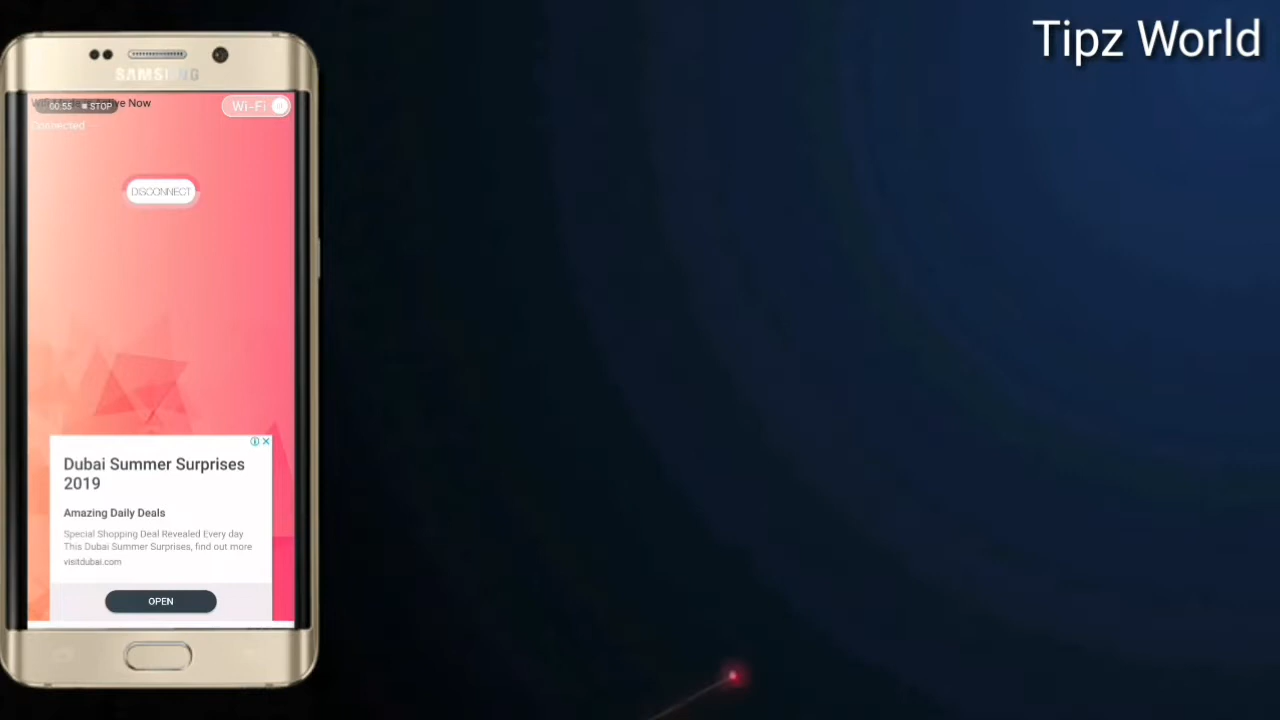 Tipz World
SAMSUNG
ve Now
00:55 STOP
Wi-Fi
Connected
DISCONNECT
Dubai Summer Surprises
2019
Amazing Daily Deals
Special Shopping Deal Revealed Every day
This Dubai Summer Surprises, find out more
visitdubai.com
OPEN